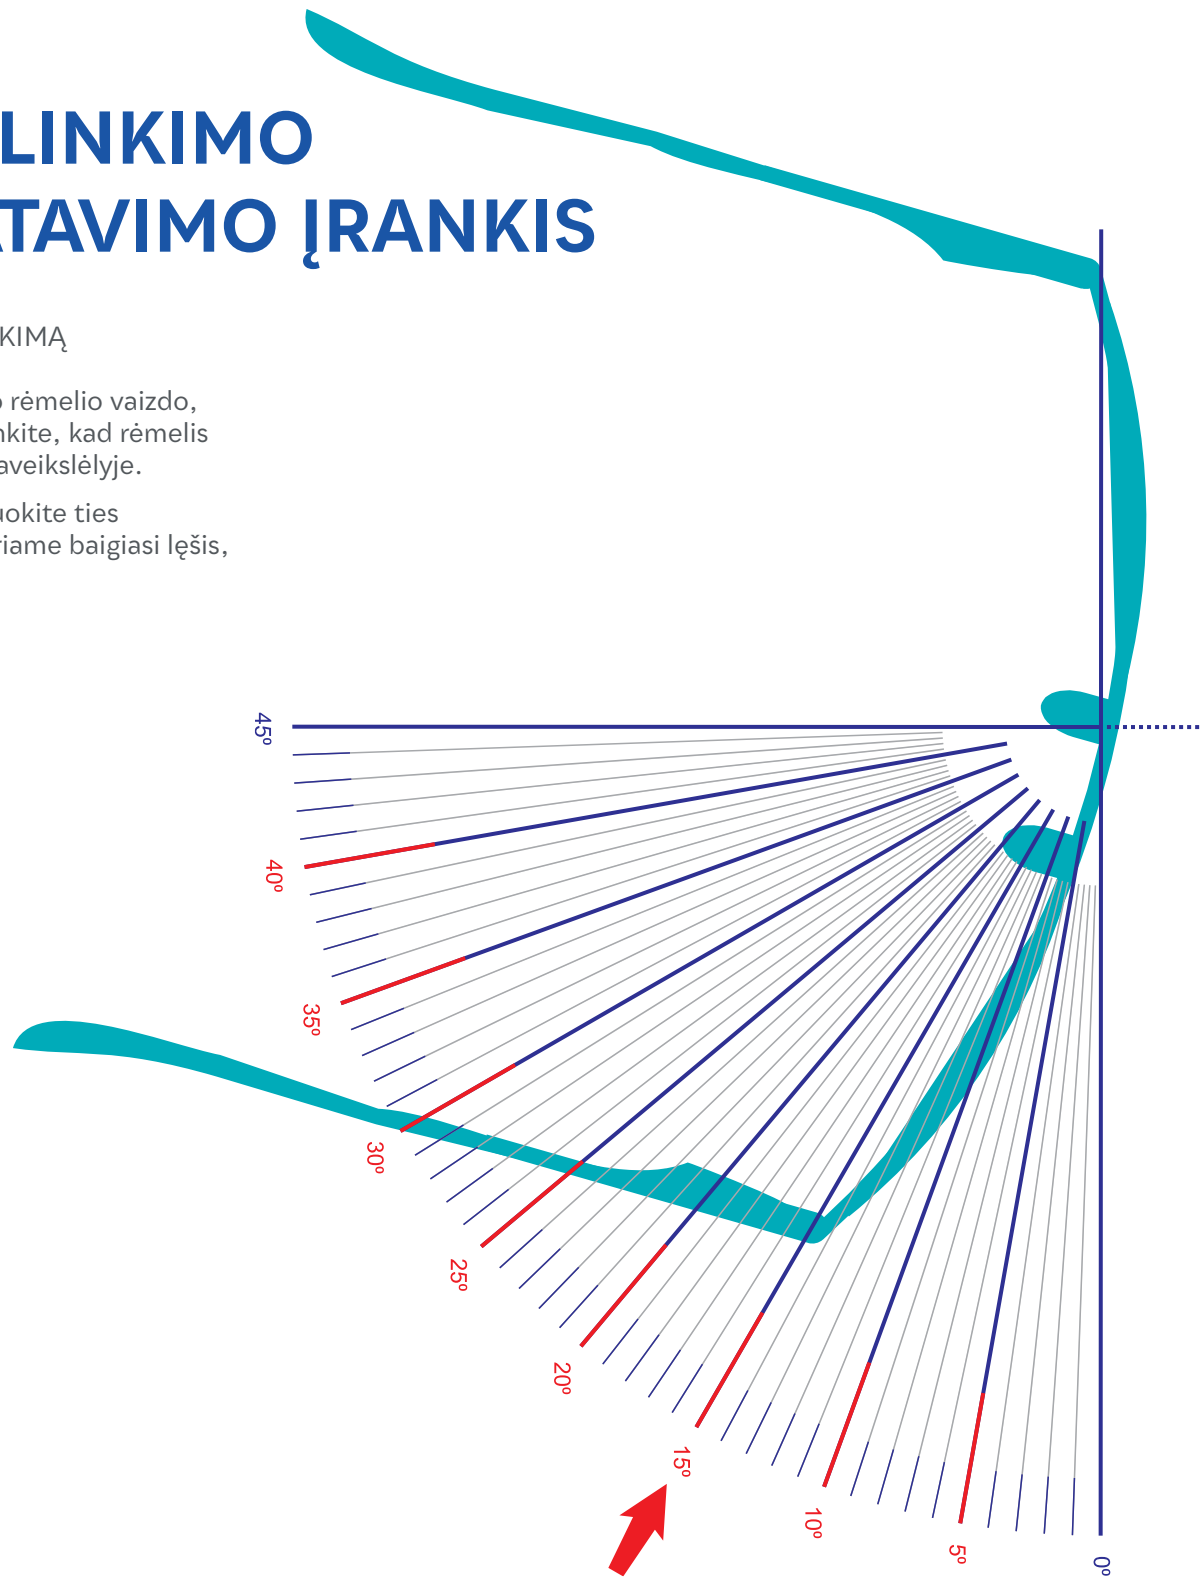 LINKIMO
TAVIMO ĮRANKIS
KIMĄ
rėmelio vaizdo,
kite, kad rėmelis
aveikslėlyje.
uokite ties
riame baigiasi lęšis,
45º
40º
35º
30º
25º
20º
15º
10º
5º
0º